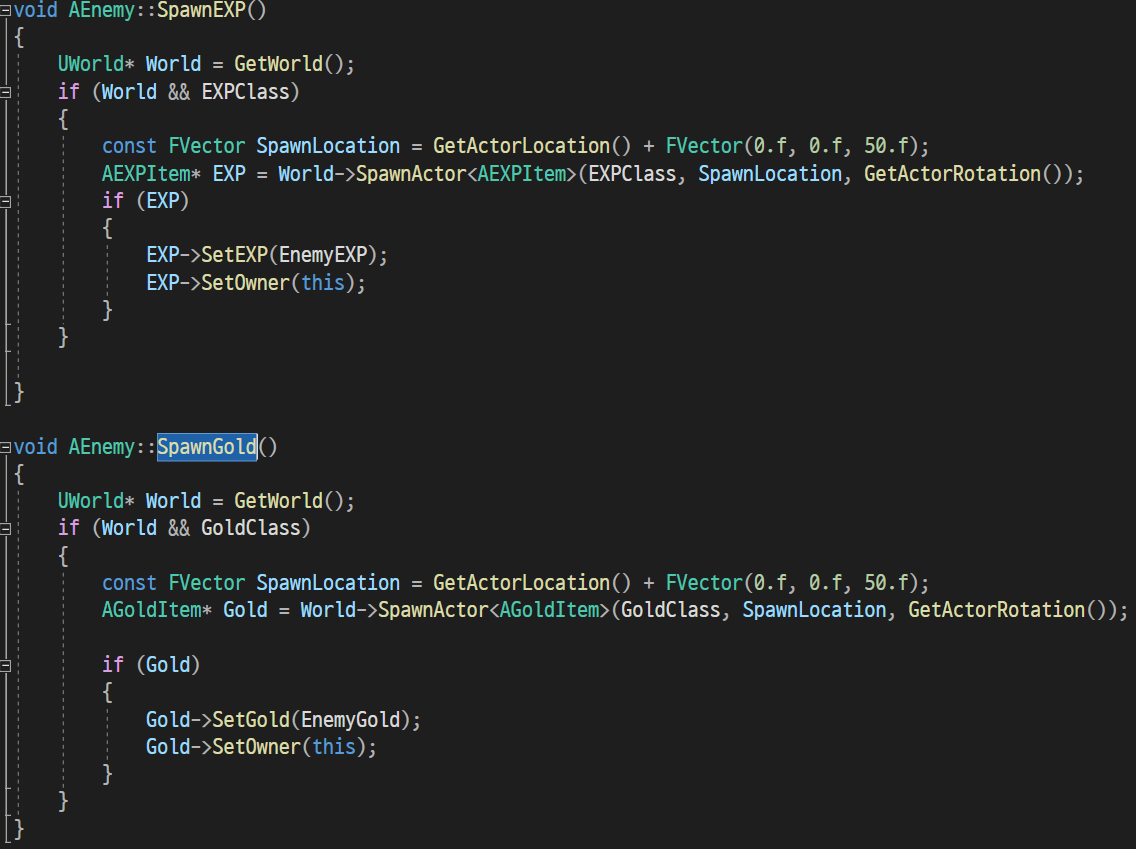 void AEnemy::SpawnEXP()
{
    UWorld* World = GetWorld();
    if (World && EXPClass)
    {
        const FVector SpawnLocation = GetActorLocation() + FVector(0.f, 0.f, 50.f);
        AEXPItem* EXP = World->SpawnActor<AEXPItem>(EXPClass, SpawnLocation, GetActorRotation());
        if (EXP)
        {
            EXP->SetEXP(EnemyEXP);
            EXP->SetOwner(this);
        }
    }

}

void AEnemy::SpawnGold()
{
    UWorld* World = GetWorld();
    if (World && GoldClass)
    {
        const FVector SpawnLocation = GetActorLocation() + FVector(0.f, 0.f, 50.f);
        AGoldItem* Gold = World->SpawnActor<AGoldItem>(GoldClass, SpawnLocation, GetActorRotation());

        if (Gold)
        {
            Gold->SetGold(EnemyGold);
            Gold->SetOwner(this);
        }
    }
}